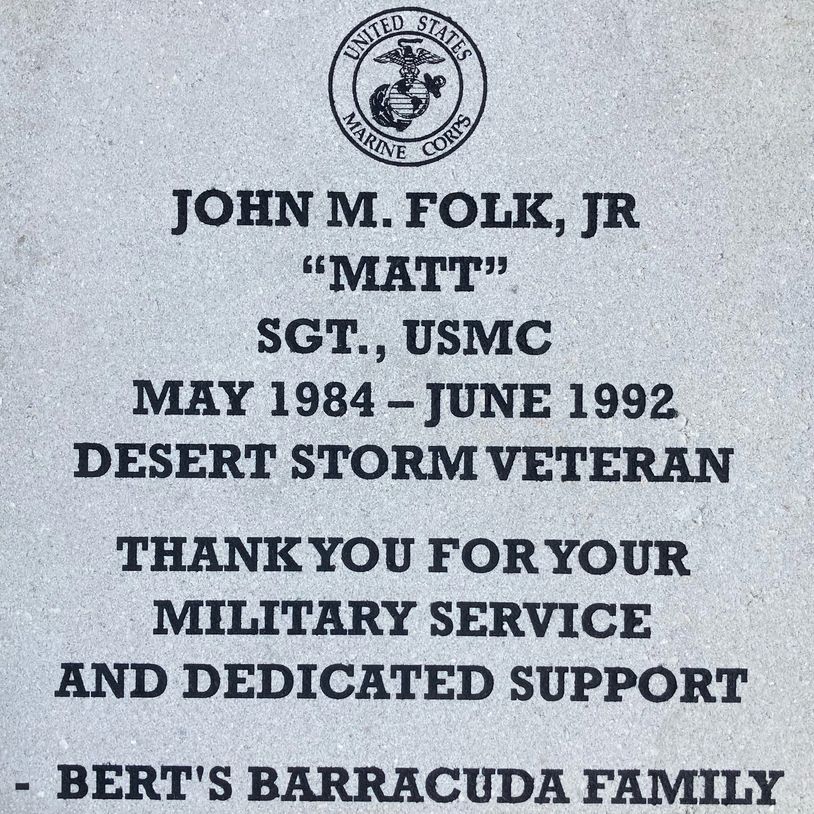 UNITED STATES
MARINE CORPS
JOHN M. FOLK, JR
“MATT”
SGT., USMC
MAY 1984 – JUNE 1992
DESERT STORM VETERAN
THANK YOU FOR YOUR
MILITARY SERVICE
AND DEDICATED SUPPORT
- BERT'S BARRACUDA FAMILY